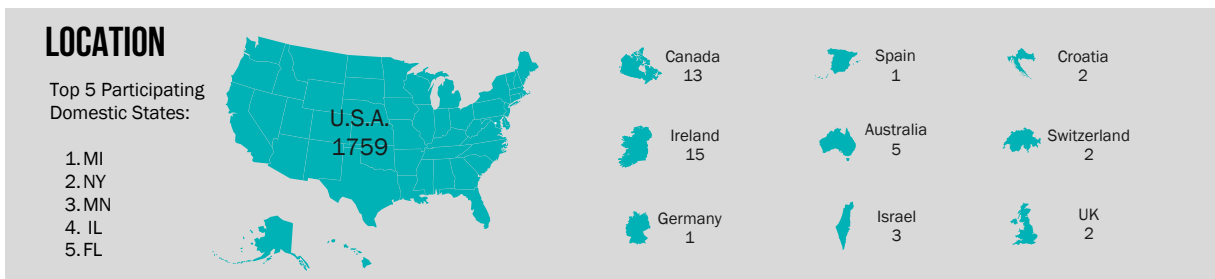 LOCATION
Top 5 Participating
Domestic States:
1. MI
2. NY
3. MN
4. IL
5. FL
U.S.A.
1759
Canada
13
Spain
1
Croatia
2
Ireland
15
Australia
5
Switzerland
2
Germany
1
Israel
3
UK
2